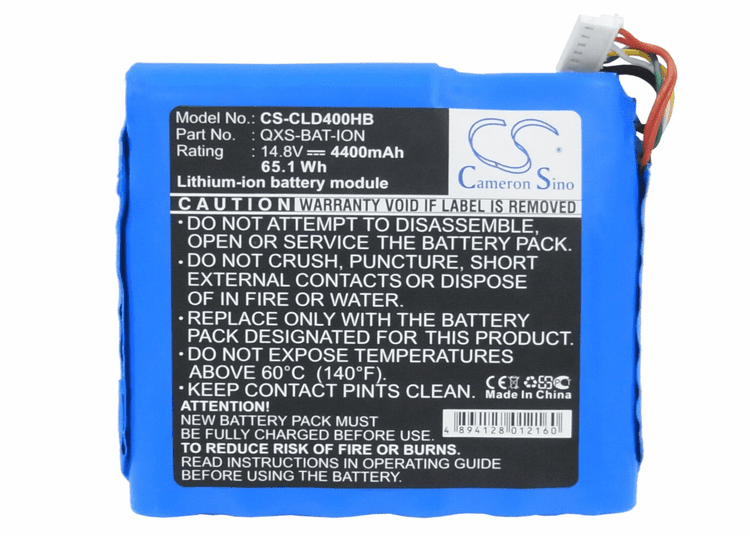 Model No.: CS-CLD400HB
Part No.: QXS-BAT-ION
Rating : 14.8V 4400mAh
65.1 Wh
Lithium-ion battery module
CS
Cameron Sino
CAUTION WARRANTY VOID IF LABEL IS REMOVED!
•DO NOT ATTEMPT TO DISASSEMBLE,
OPEN OR SERVICE THE BATTERY PACK.
•DO NOT CRUSH, PUNCTURE, SHORT
EXTERNAL CONTACTS OR DISPOSE
OF IN FIRE OR WATER.
•REPLACE ONLY WITH THE BATTERY
PACK DESIGNATED FOR THIS PRODUCT.
•DO NOT EXPOSE TEMPERATURES
ABOVE 60°C (140°F).
•KEEP CONTACT PINTS CLEAN.
CE
Made In China
ATTENTION!
NEW BATTERY PACK MUST
BE FULLY CHARGED BEFORE USE.
TO REDUCE RISK OF FIRE OR BURNS.
READ INSTRUCTIONS IN OPERATING GUIDE
BEFORE USING BATTERY PACK.
4 894128 012160